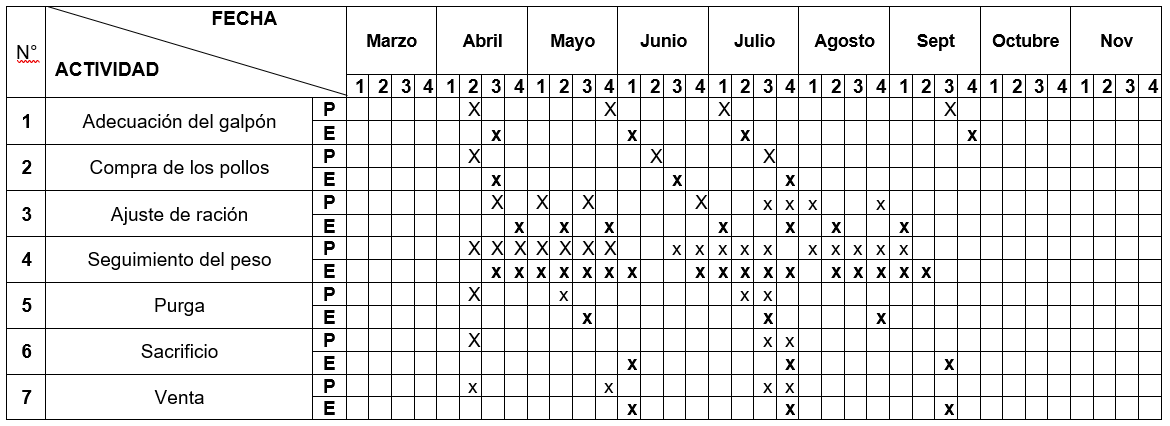 FECHA
N° ACTIVIDAD Marzo Abril Mayo Junio Julio Agosto Sept Octubre Nov
1 2 3 4 1 2 3 4 1 2 3 4 1 2 3 4 1 2 3 4 1 2 3 4 1 2 3 4 1 2 3 4 1 2 3 4
1 Adecuación del galpón P X X X X
E x x x x
2 Compra de los pollos P X X X
E x x x
3 Ajuste de ración P X X X X x x x x
E x x x x x x x
4 Seguimiento del peso P X X X X X X X x x x x x x x x x x
E x x x x x x x x x x x x x x x x x
5 Purga P X x x x
E x x x
6 Sacrificio P X x x
E x x x
7 Venta P x x x x
E x x x